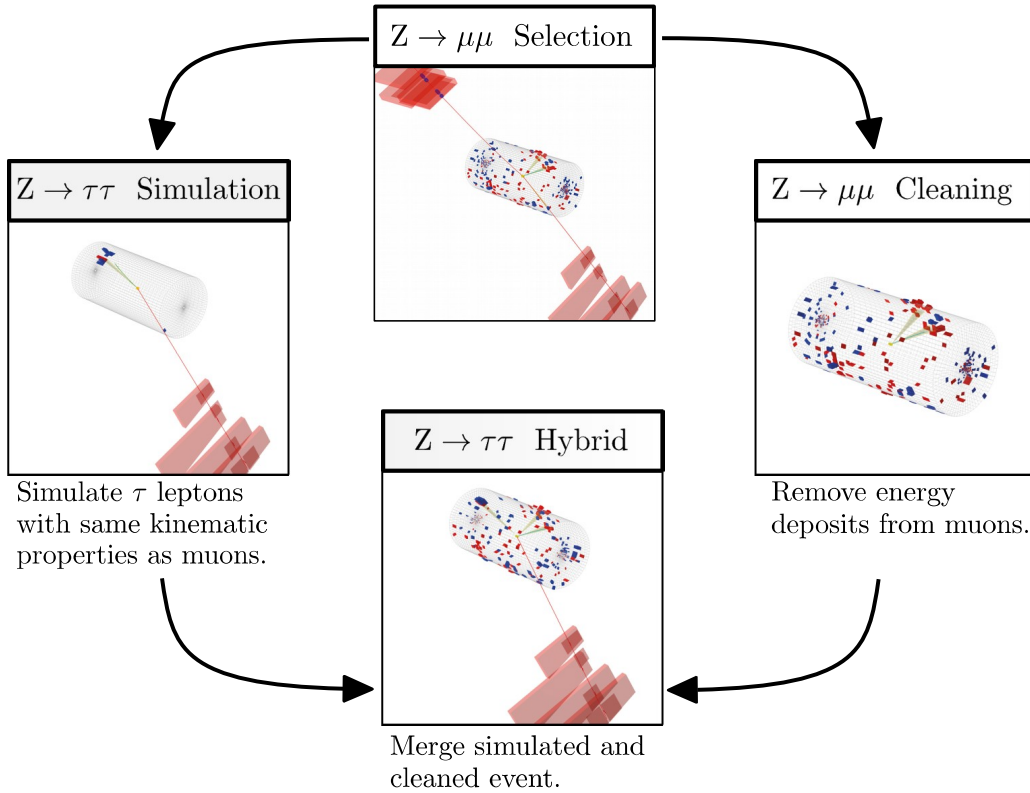 Z → μμ Selection
Z → ττ Simulation
Z → μμ Cleaning
Simulate τ leptons
with same kinematic
properties as muons.
Z → ττ Hybrid
Remove energy
deposits from muons.
Merge simulated and
cleaned event.